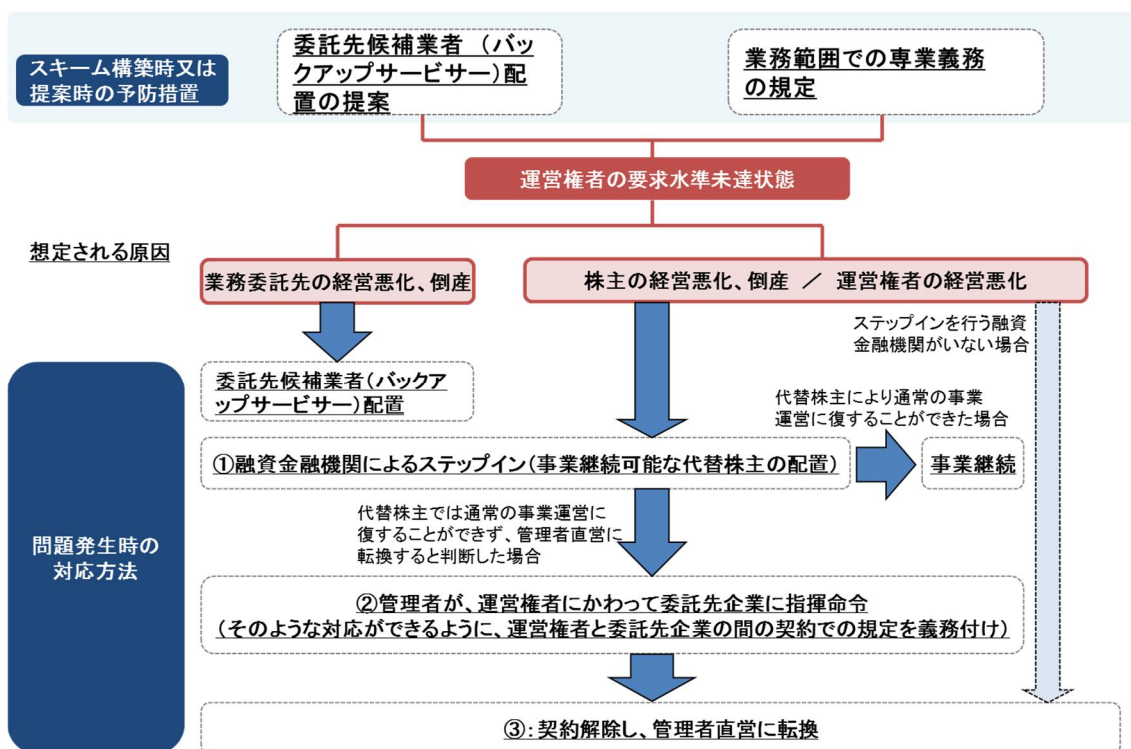 スキーム構築時又は
提案時の予防措置
委託先候補業者 （バッ
クアップサービサー）配
置の提案
業務範囲での専業義務
の規定
運営権者の要求水準未達状態
想定される原因
業務委託先の経営悪化、倒産
株主の経営悪化、倒産 ／ 運営権者の経営悪化
ステップインを行う融資
金融機関がいない場合
委託先候補業者（バックア
ップサービサー）配置
代替株主により通常の事業
運営に復することができた場合
①融資金融機関によるステップイン（事業継続可能な代替株主の配置）
事業継続
代替株主では通常の事業運営に
復することができず、管理者直営に
転換すると判断した場合
問題発生時の
対応方法
②管理者が、運営権者にかわって委託先企業に指揮命令
（そのような対応ができるように、運営権者と委託先企業の間の契約での規定を義務付け）
③：契約解除し、管理者直営に転換